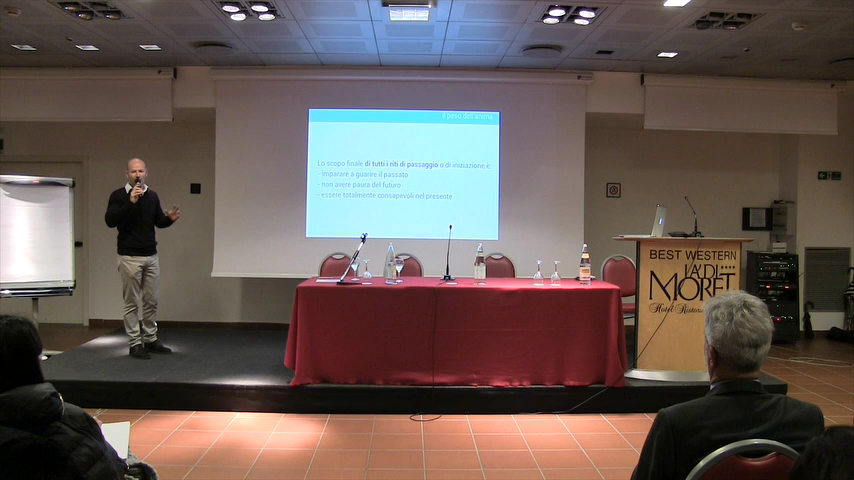 Il peso dell'anima
Lo scopo finale di tutti i riti di passaggio o di iniziazione è:
- imparare a guarire il passato
- non avere paura del futuro
- essere totalmente consapevoli nel presente
BEST WESTERN
LÀ DI
MORET
Hotel Ristorante